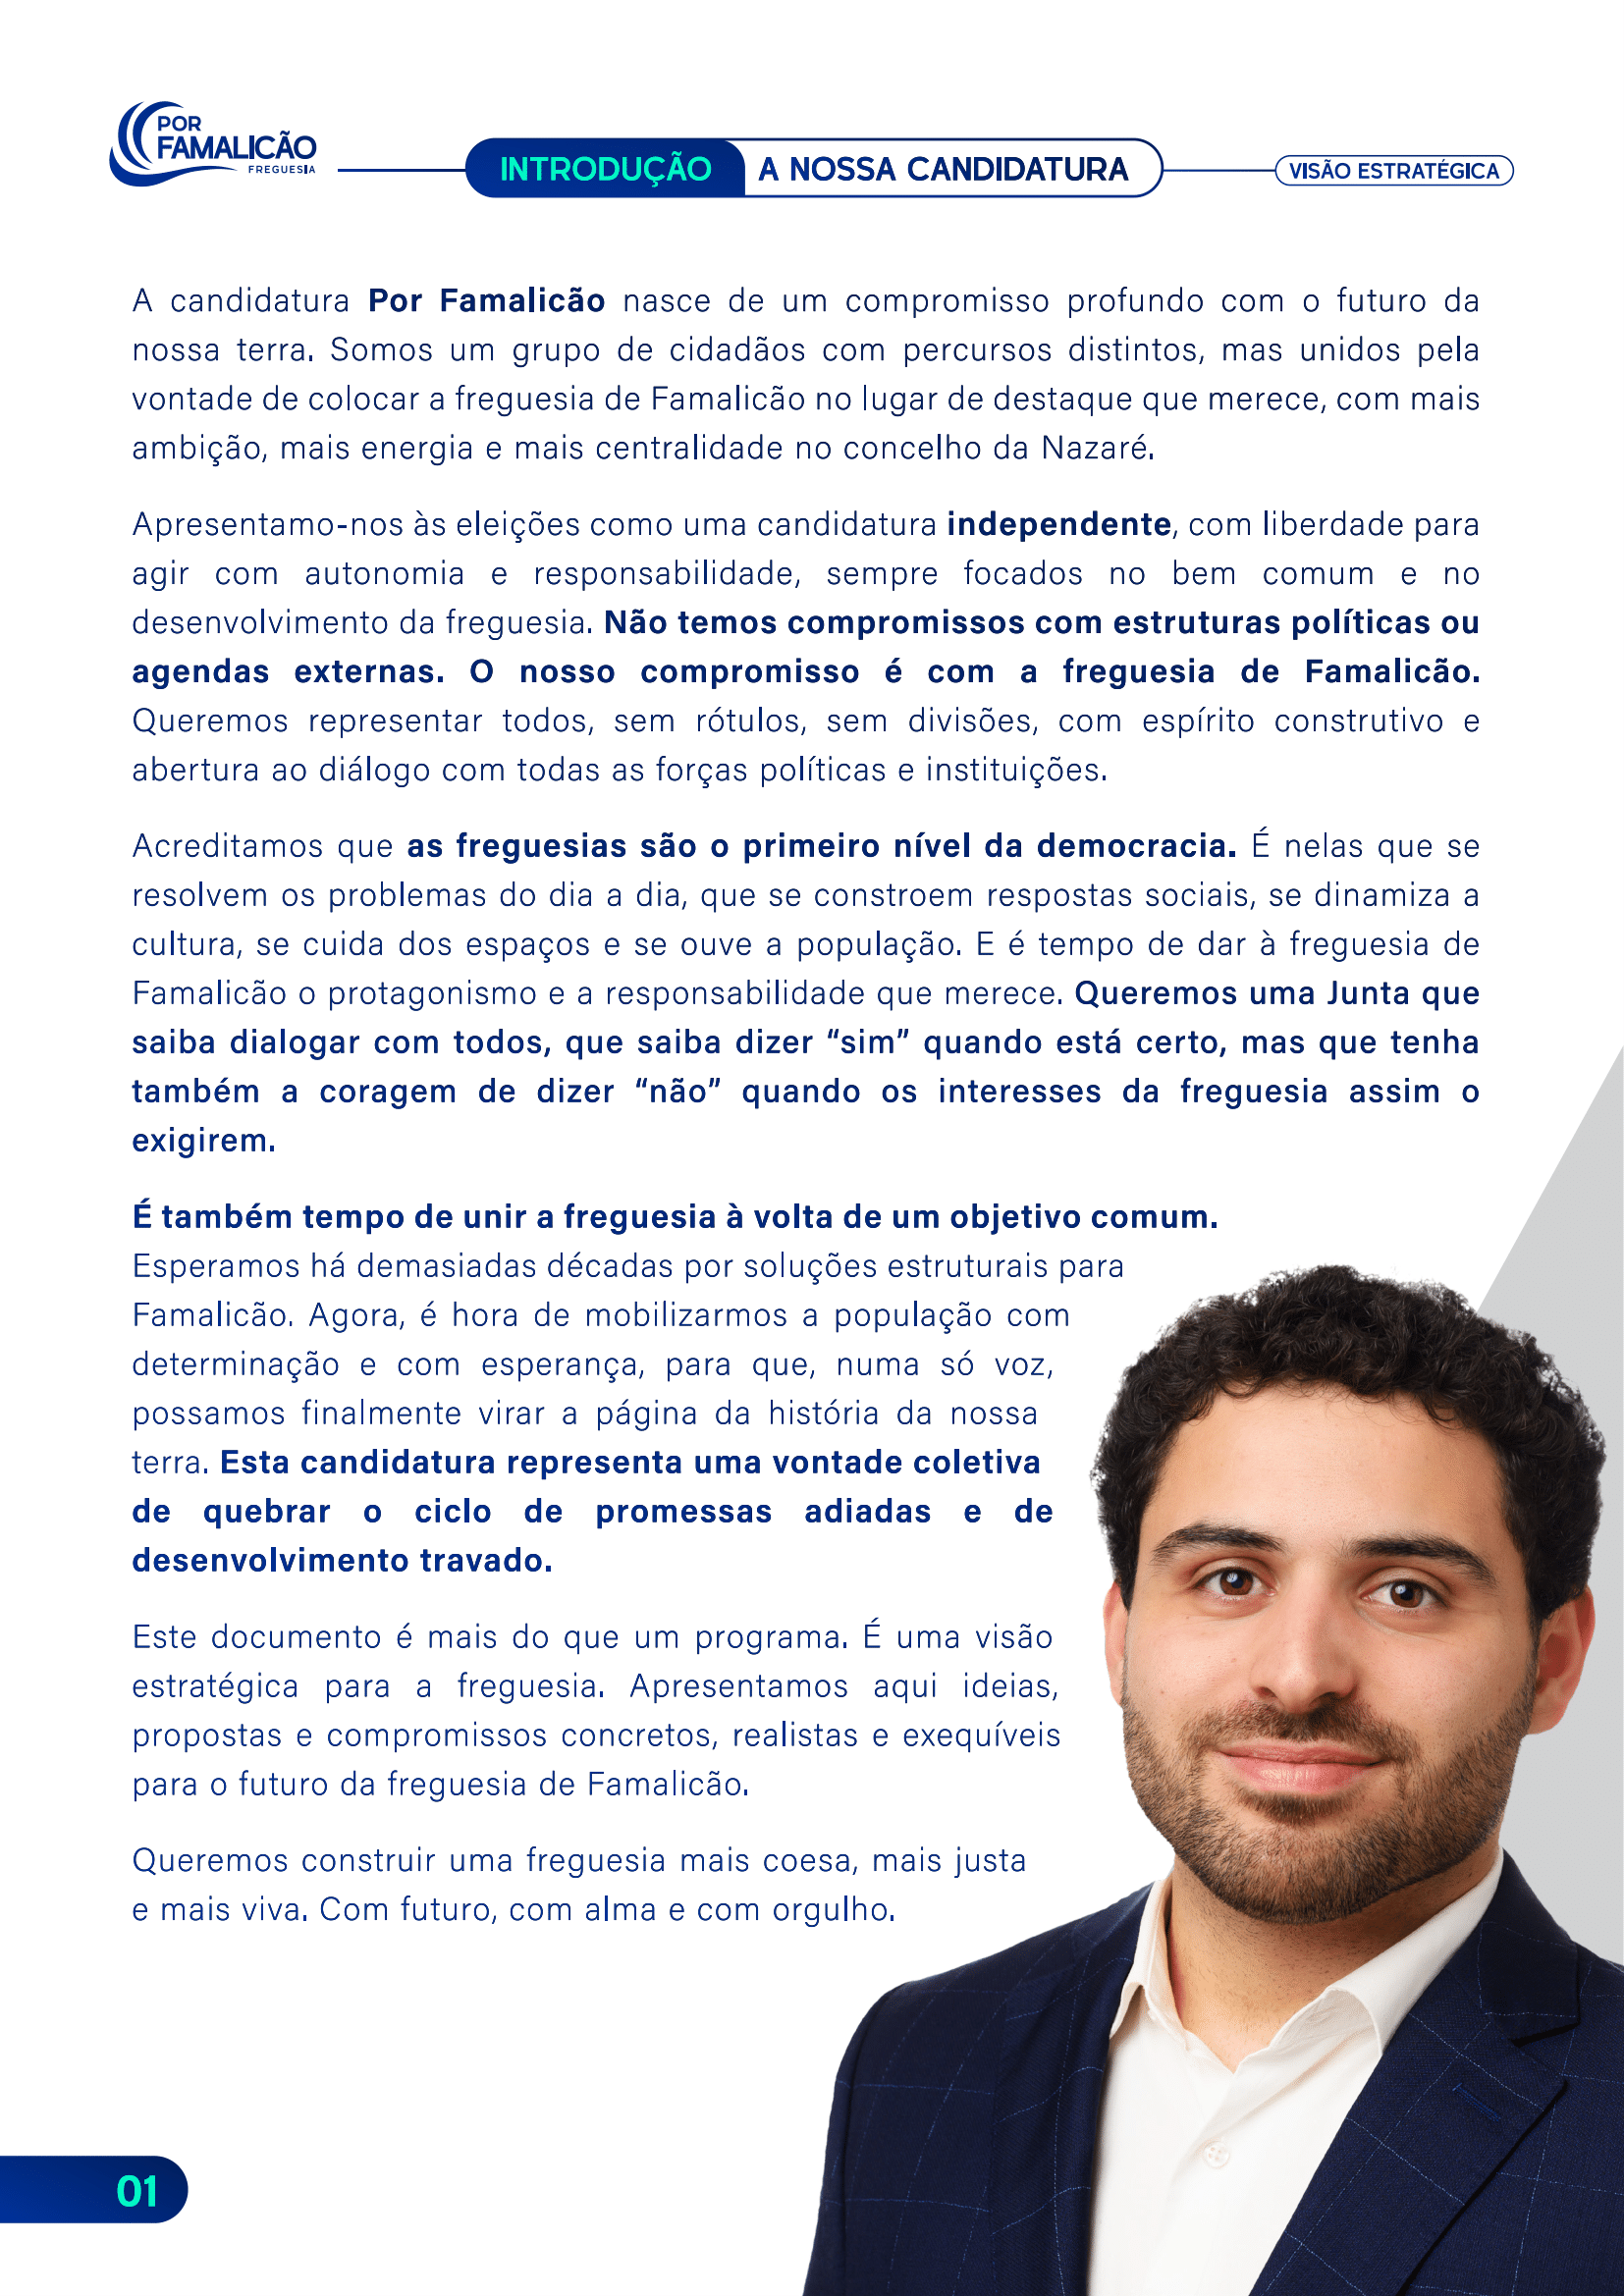 POR
FAMALICÃO
FREGUESIA
INTRODUÇÃO A NOSSA CANDIDATURA
VISÃO ESTRATÉGICA
A candidatura Por Famalicão nasce de um compromisso profundo com o futuro da
nossa terra. Somos um grupo de cidadãos com percursos distintos, mas unidos pela
vontade de colocar a freguesia de Famalicão no lugar de destaque que merece, com mais
ambição, mais energia e mais centralidade no concelho da Nazaré.
Apresentamo-nos às eleições como uma candidatura independente, com liberdade para
agir com autonomia e responsabilidade, sempre focados no bem comum e no
desenvolvimento da freguesia. Não temos compromissos com estruturas políticas ou
agendas externas. O nosso compromisso é com a freguesia de Famalicão.
Queremos representar todos, sem rótulos, sem divisões, com espírito construtivo e
abertura ao diálogo com todas as forças políticas e instituições.
Acreditamos que as freguesias são o primeiro nível da democracia. É nelas que se
resolvem os problemas do dia a dia, que se constroem respostas sociais, se dinamiza a
cultura, se cuida dos espaços e se ouve a população. E é tempo de dar à freguesia de
Famalicão o protagonismo e a responsabilidade que merece. Queremos uma Junta que
saiba dialogar com todos, que saiba dizer “sim” quando está certo, mas que tenha
também a coragem de dizer “não” quando os interesses da freguesia assim o
exigirem.
É também tempo de unir a freguesia à volta de um objetivo comum.
Esperamos há demasiadas décadas por soluções estruturais para
Famalicão. Agora, é hora de mobilizarmos a população com
determinação e com esperança, para que, numa só voz,
possamos finalmente virar a página da história da nossa
terra. Esta candidatura representa uma vontade coletiva
de quebrar o ciclo de promessas adiadas e de
desenvolvimento travado.
Este documento é mais do que um programa. É uma visão
estratégica para a freguesia. Apresentamos aqui ideias,
propostas e compromissos concretos, realistas e exequíveis
para o futuro da freguesia de Famalicão.
Queremos construir uma freguesia mais coesa, mais justa
e mais viva. Com futuro, com alma e com orgulho.
01